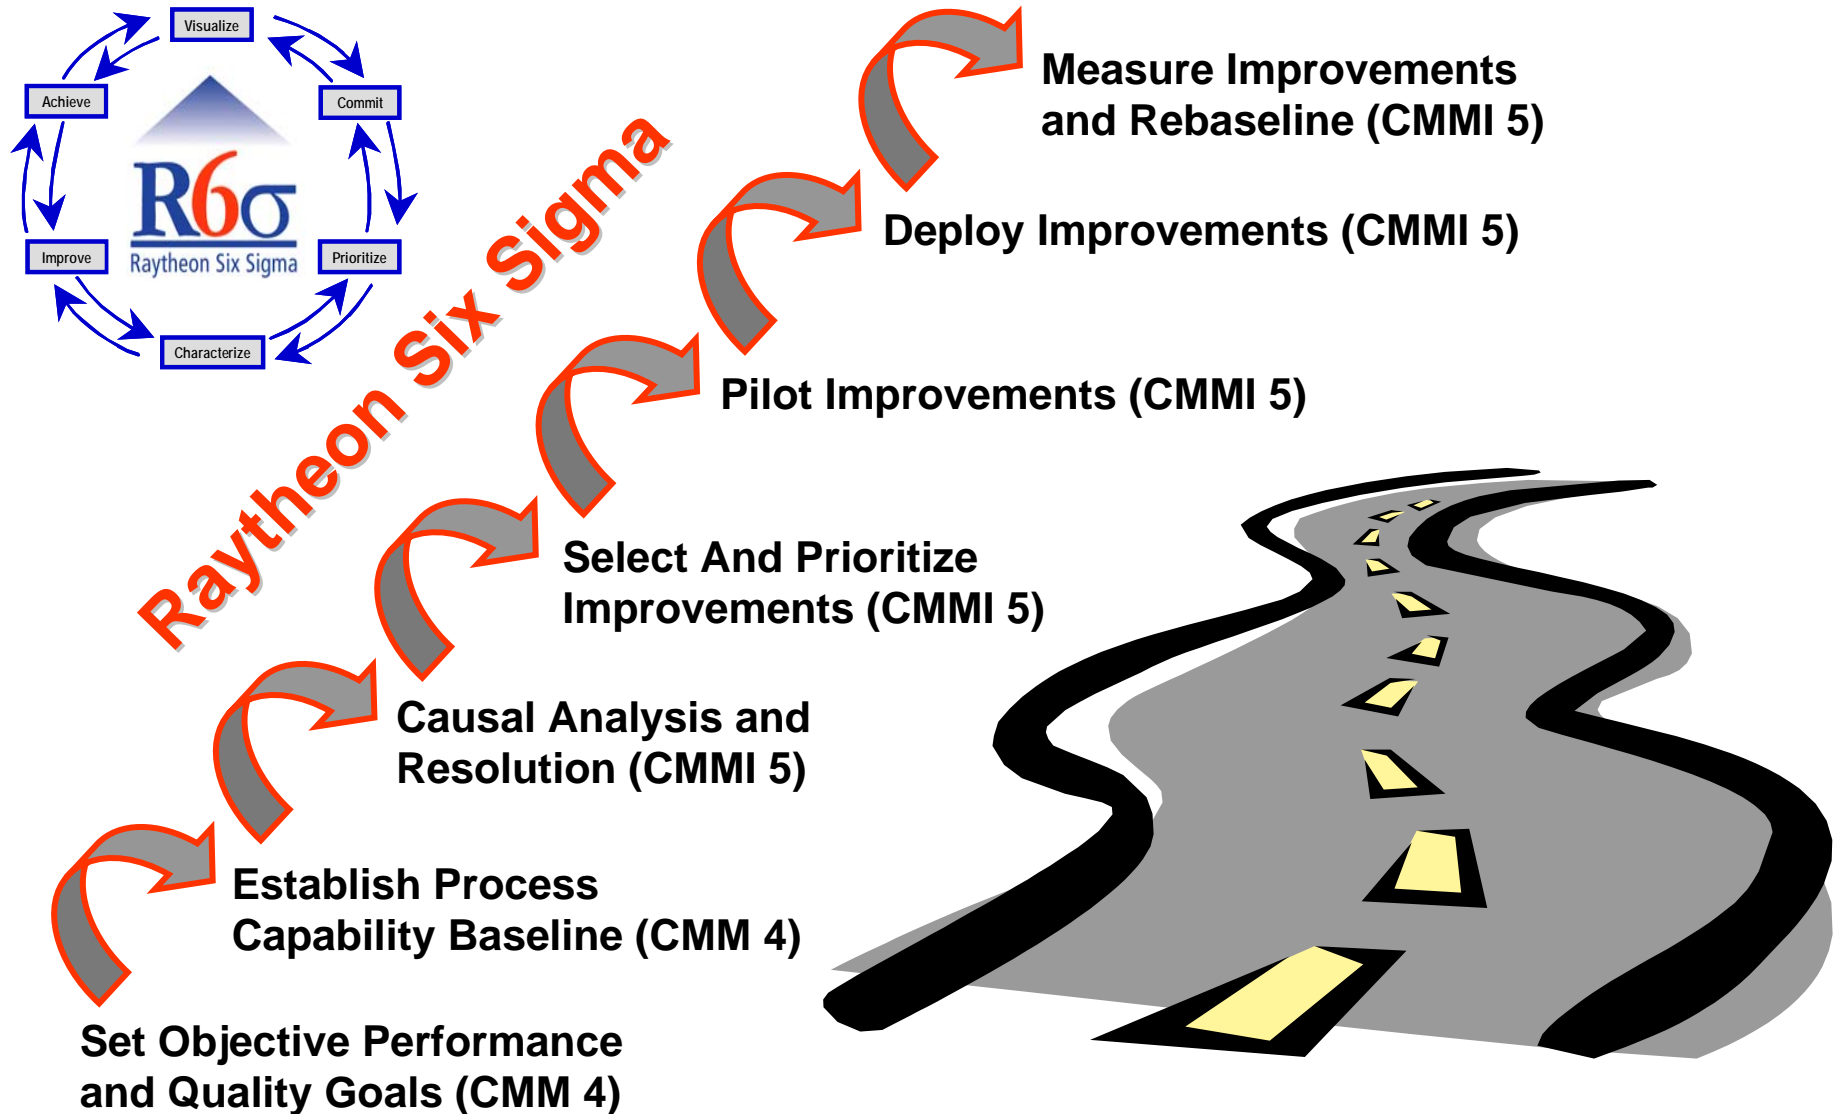 Visualize
Achieve
Commit
R6σ
Raytheon Six Sigma
Improve
Prioritize
Characterize
Raytheon Six Sigma
Measure Improvements
and Rebaseline (CMMI 5)
Deploy Improvements (CMMI 5)
Pilot Improvements (CMMI 5)
Select And Prioritize
Improvements (CMMI 5)
Causal Analysis and
Resolution (CMMI 5)
Establish Process
Capability Baseline (CMM 4)
Set Objective Performance
and Quality Goals (CMM 4)